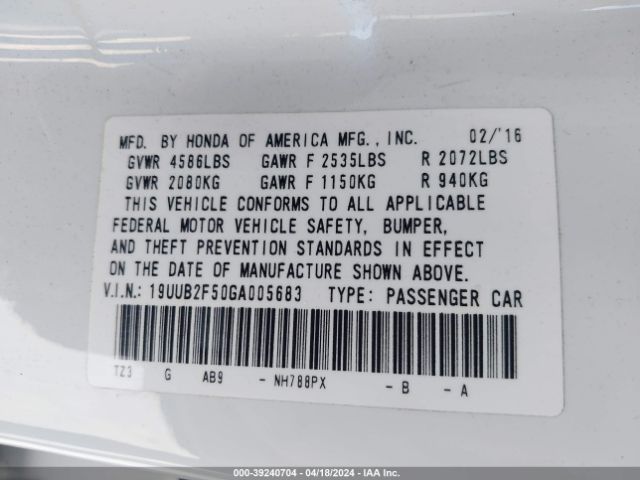 MFD. BY HONDA OF AMERICA MFG., INC. 02/'16
GVWR 4586LBS GAWR F 2535LBS R 2072LBS
GVWR 2080KG GAWR F 1150KG R 940KG
THIS VEHICLE CONFORMS TO ALL APPLICABLE
FEDERAL MOTOR VEHICLE SAFETY, BUMPER,
AND THEFT PREVENTION STANDARDS IN EFFECT
ON THE DATE OF MANUFACTURE SHOWN ABOVE.
V.I.N.: 19UUB2F50GA005683 TYPE: PASSENGER CAR
TZ3 G AB9 - NH788PX - B - A
000-39240704 - 04/18/2024 - IAA Inc.